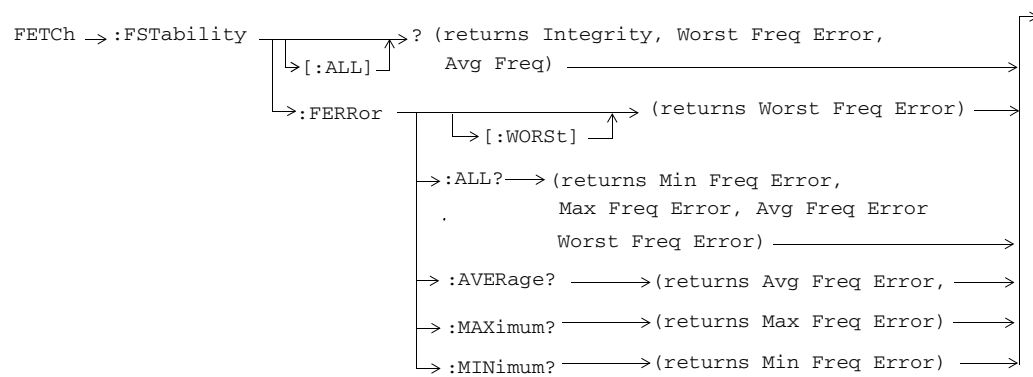 FETCh :FSTability ? (returns Integrity, Worst Freq Error,
[:ALL] Avg Freq)
:FERRor (returns Worst Freq Error)
[:WORSt]
:ALL? (returns Min Freq Error,
Max Freq Error, Avg Freq Error
Worst Freq Error)
:AVERage? (returns Avg Freq Error,
:MAXimum? (returns Max Freq Error)
:MINimum? (returns Min Freq Error)